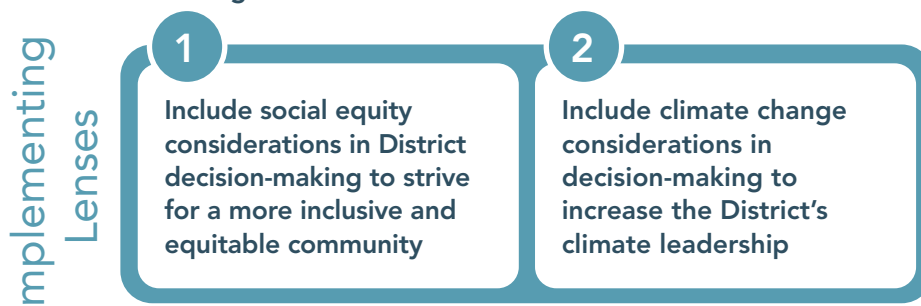 mplementing
Lenses
1
Include social equity
considerations in District
decision-making to strive
for a more inclusive and
equitable community
2
Include climate change
considerations in
decision-making to
increase the District's
climate leadership